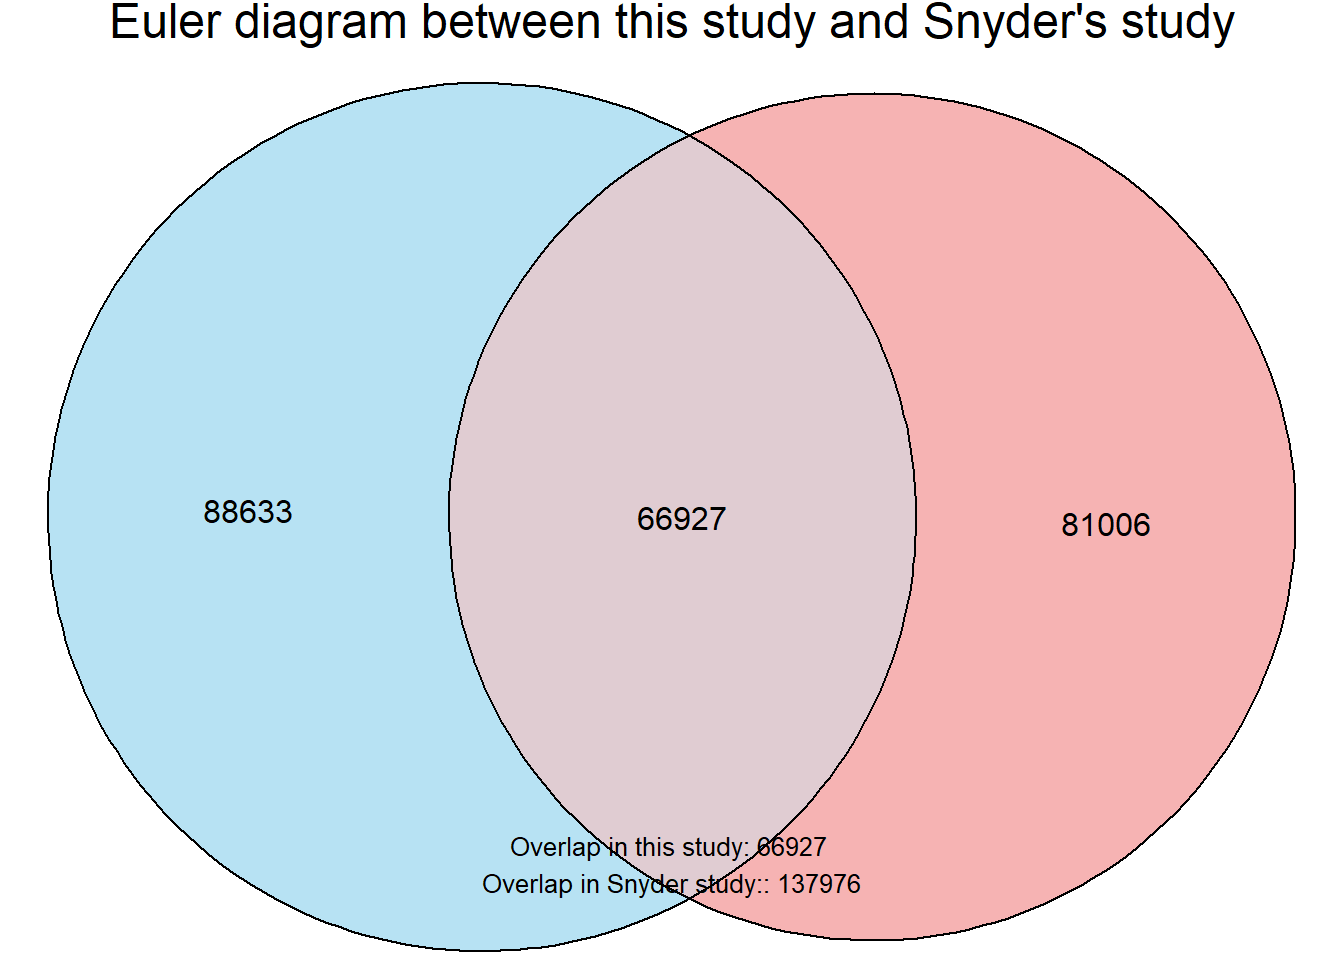 Euler diagram between this study and Snyder's study
88633
66927
81006
Overlap in this study: 66927
Overlap in Snyder study:: 137976